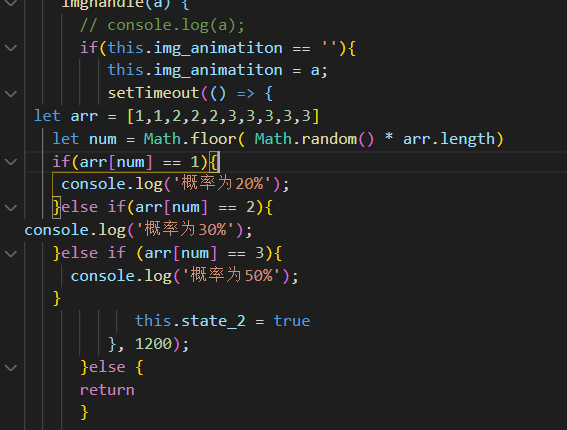 imghandle(a) {
// console.log(a);
if(this.img_animatiton == ''){
this.img_animatiton = a;
setTimeout(() => {
let arr = [1,1,2,2,2,3,3,3,3,3]
let num = Math.floor( Math.random() * arr.length)
if(arr[num] == 1){
console.log('概率为20%');
}else if(arr[num] == 2){
console.log('概率为30%');
}else if (arr[num] == 3){
console.log('概率为50%');
}
this.state_2 = true
}, 1200);
}else {
return
}